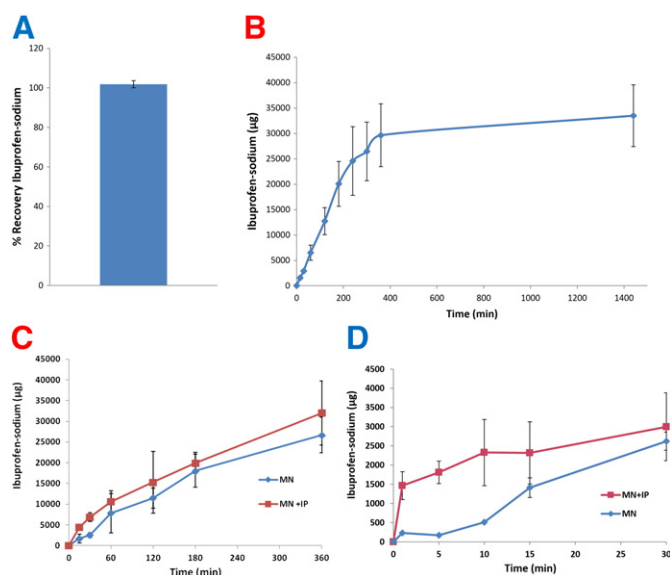 A
% Recovery Ibuprofen-sodium
120
100
80
60
40
20
0
B
Ibuprofen-sodium (µg)
45000
40000
35000
30000
25000
20000
15000
10000
5000
0
0 200 400 600 800 1000 1200 1400
Time (min)
C
Ibuprofen-sodium (µg)
45000
40000
35000
30000
25000
20000
15000
10000
5000
0
MN
MN +IP
0 60 120 180 240 300 360
Time (min)
D
Ibuprofen-sodium (µg)
4500
4000
3500
3000
2500
2000
1500
1000
500
0
MN+IP
MN
0 5 10 15 20 25 30
Time (min)